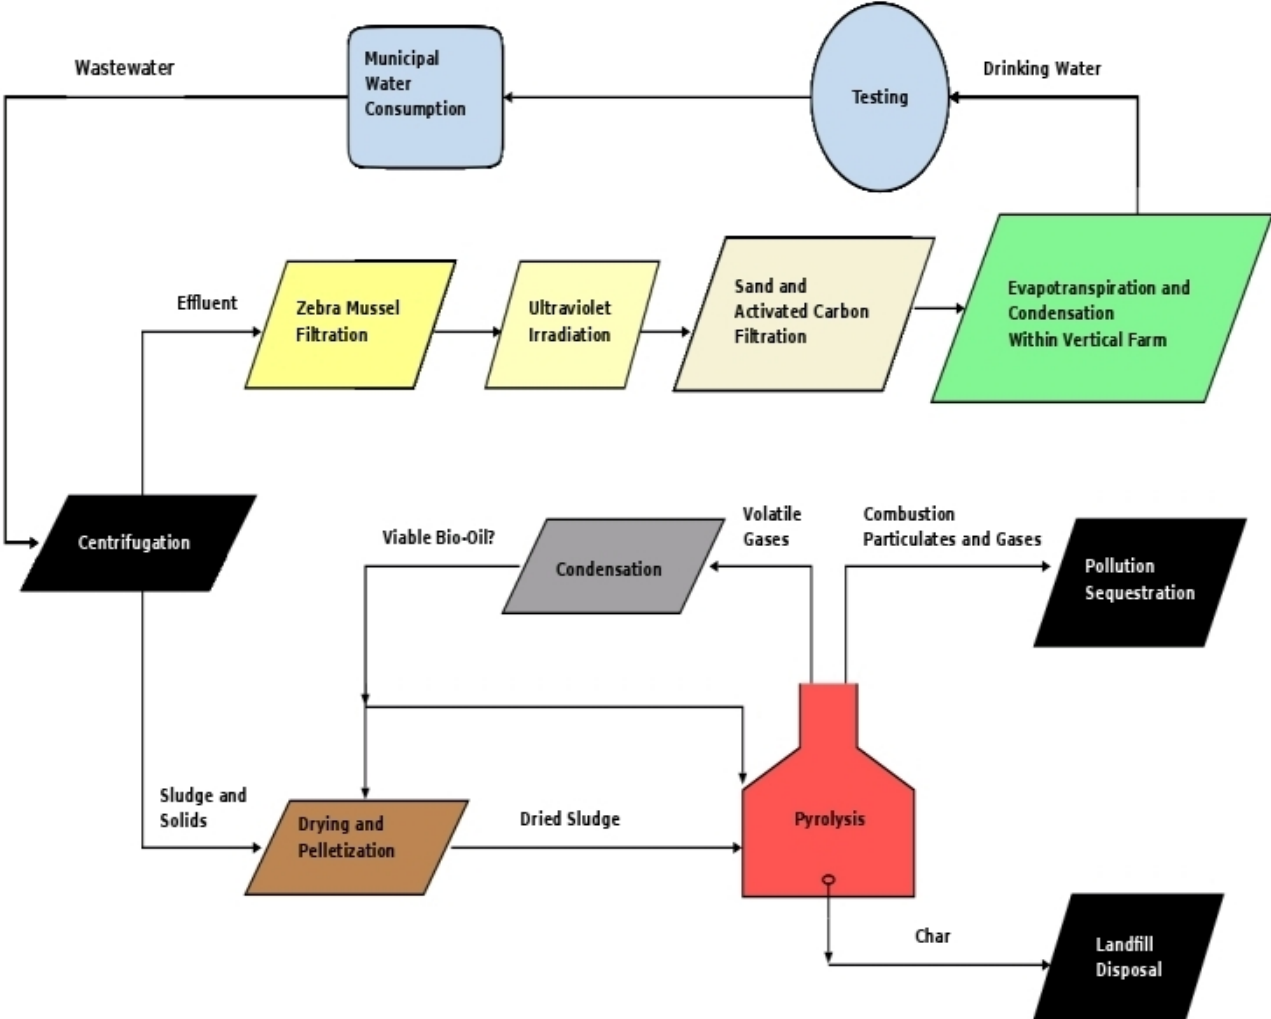 Wastewater
Municipal
Water
Consumption
Testing
Drinking Water
Effluent
Zebra Mussel
Filtration
Ultraviolet
Irradiation
Sand and
Activated Carbon
Filtration
Evapotranspiration and
Condensation
Within Vertical Farm
Centrifugation
Viable Bio-Oil?
Condensation
Volatile
Gases
Combustion
Particulates and Gases
Pollution
Sequestration
Sludge and
Solids
Drying and
Pelletization
Dried Sludge
Pyrolysis
Char
Landfill
Disposal